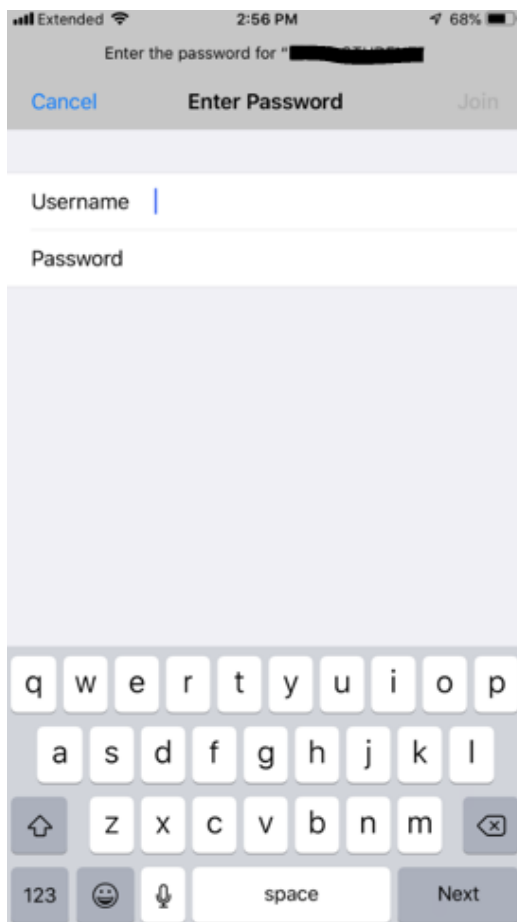 Extended 2:56 PM 68%
Enter the password for "
Cancel Enter Password Join
Username
Password
q w e r t y u i o p
a s d f g h j k l
z x c v b n m
123 space Next